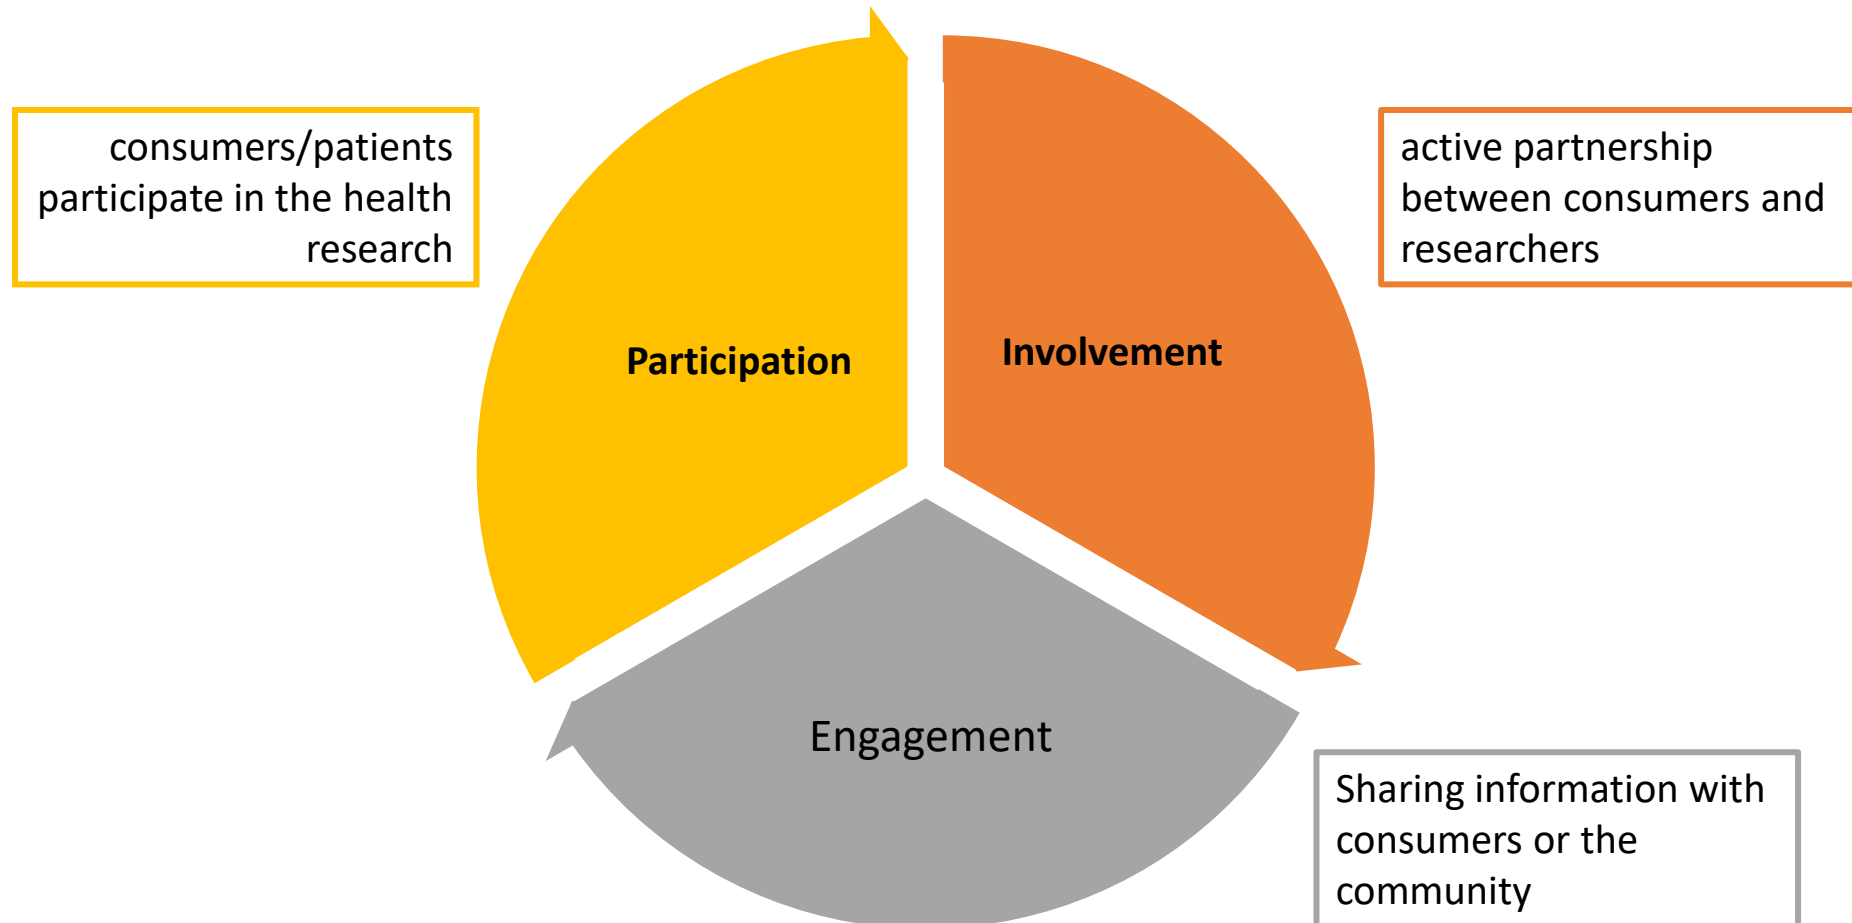 consumers/patients
participate in the health
research
active partnership
between consumers and
researchers
Participation
Involvement
Engagement
Sharing information with
consumers or the
community